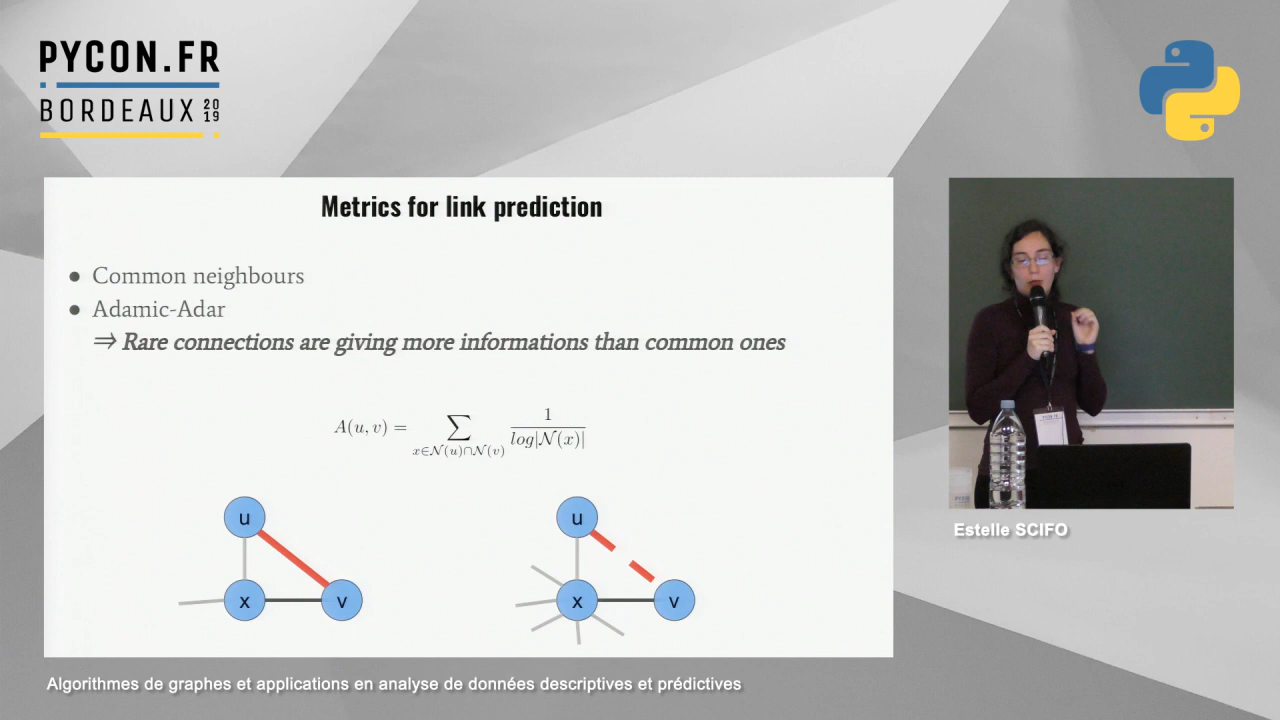 PYCON.FR
BORDEAUX 2019
Metrics for link prediction
● Common neighbours
● Adamic-Adar
⇒ Rare connections are giving more informations than common ones
A(u, v) = ∑ x∈N(u)∩N(v) 1 / log|N(x)|
u
u
x
v
x
v
Estelle SCIFO
Algorithmes de graphes et applications en analyse de données descriptives et prédictives